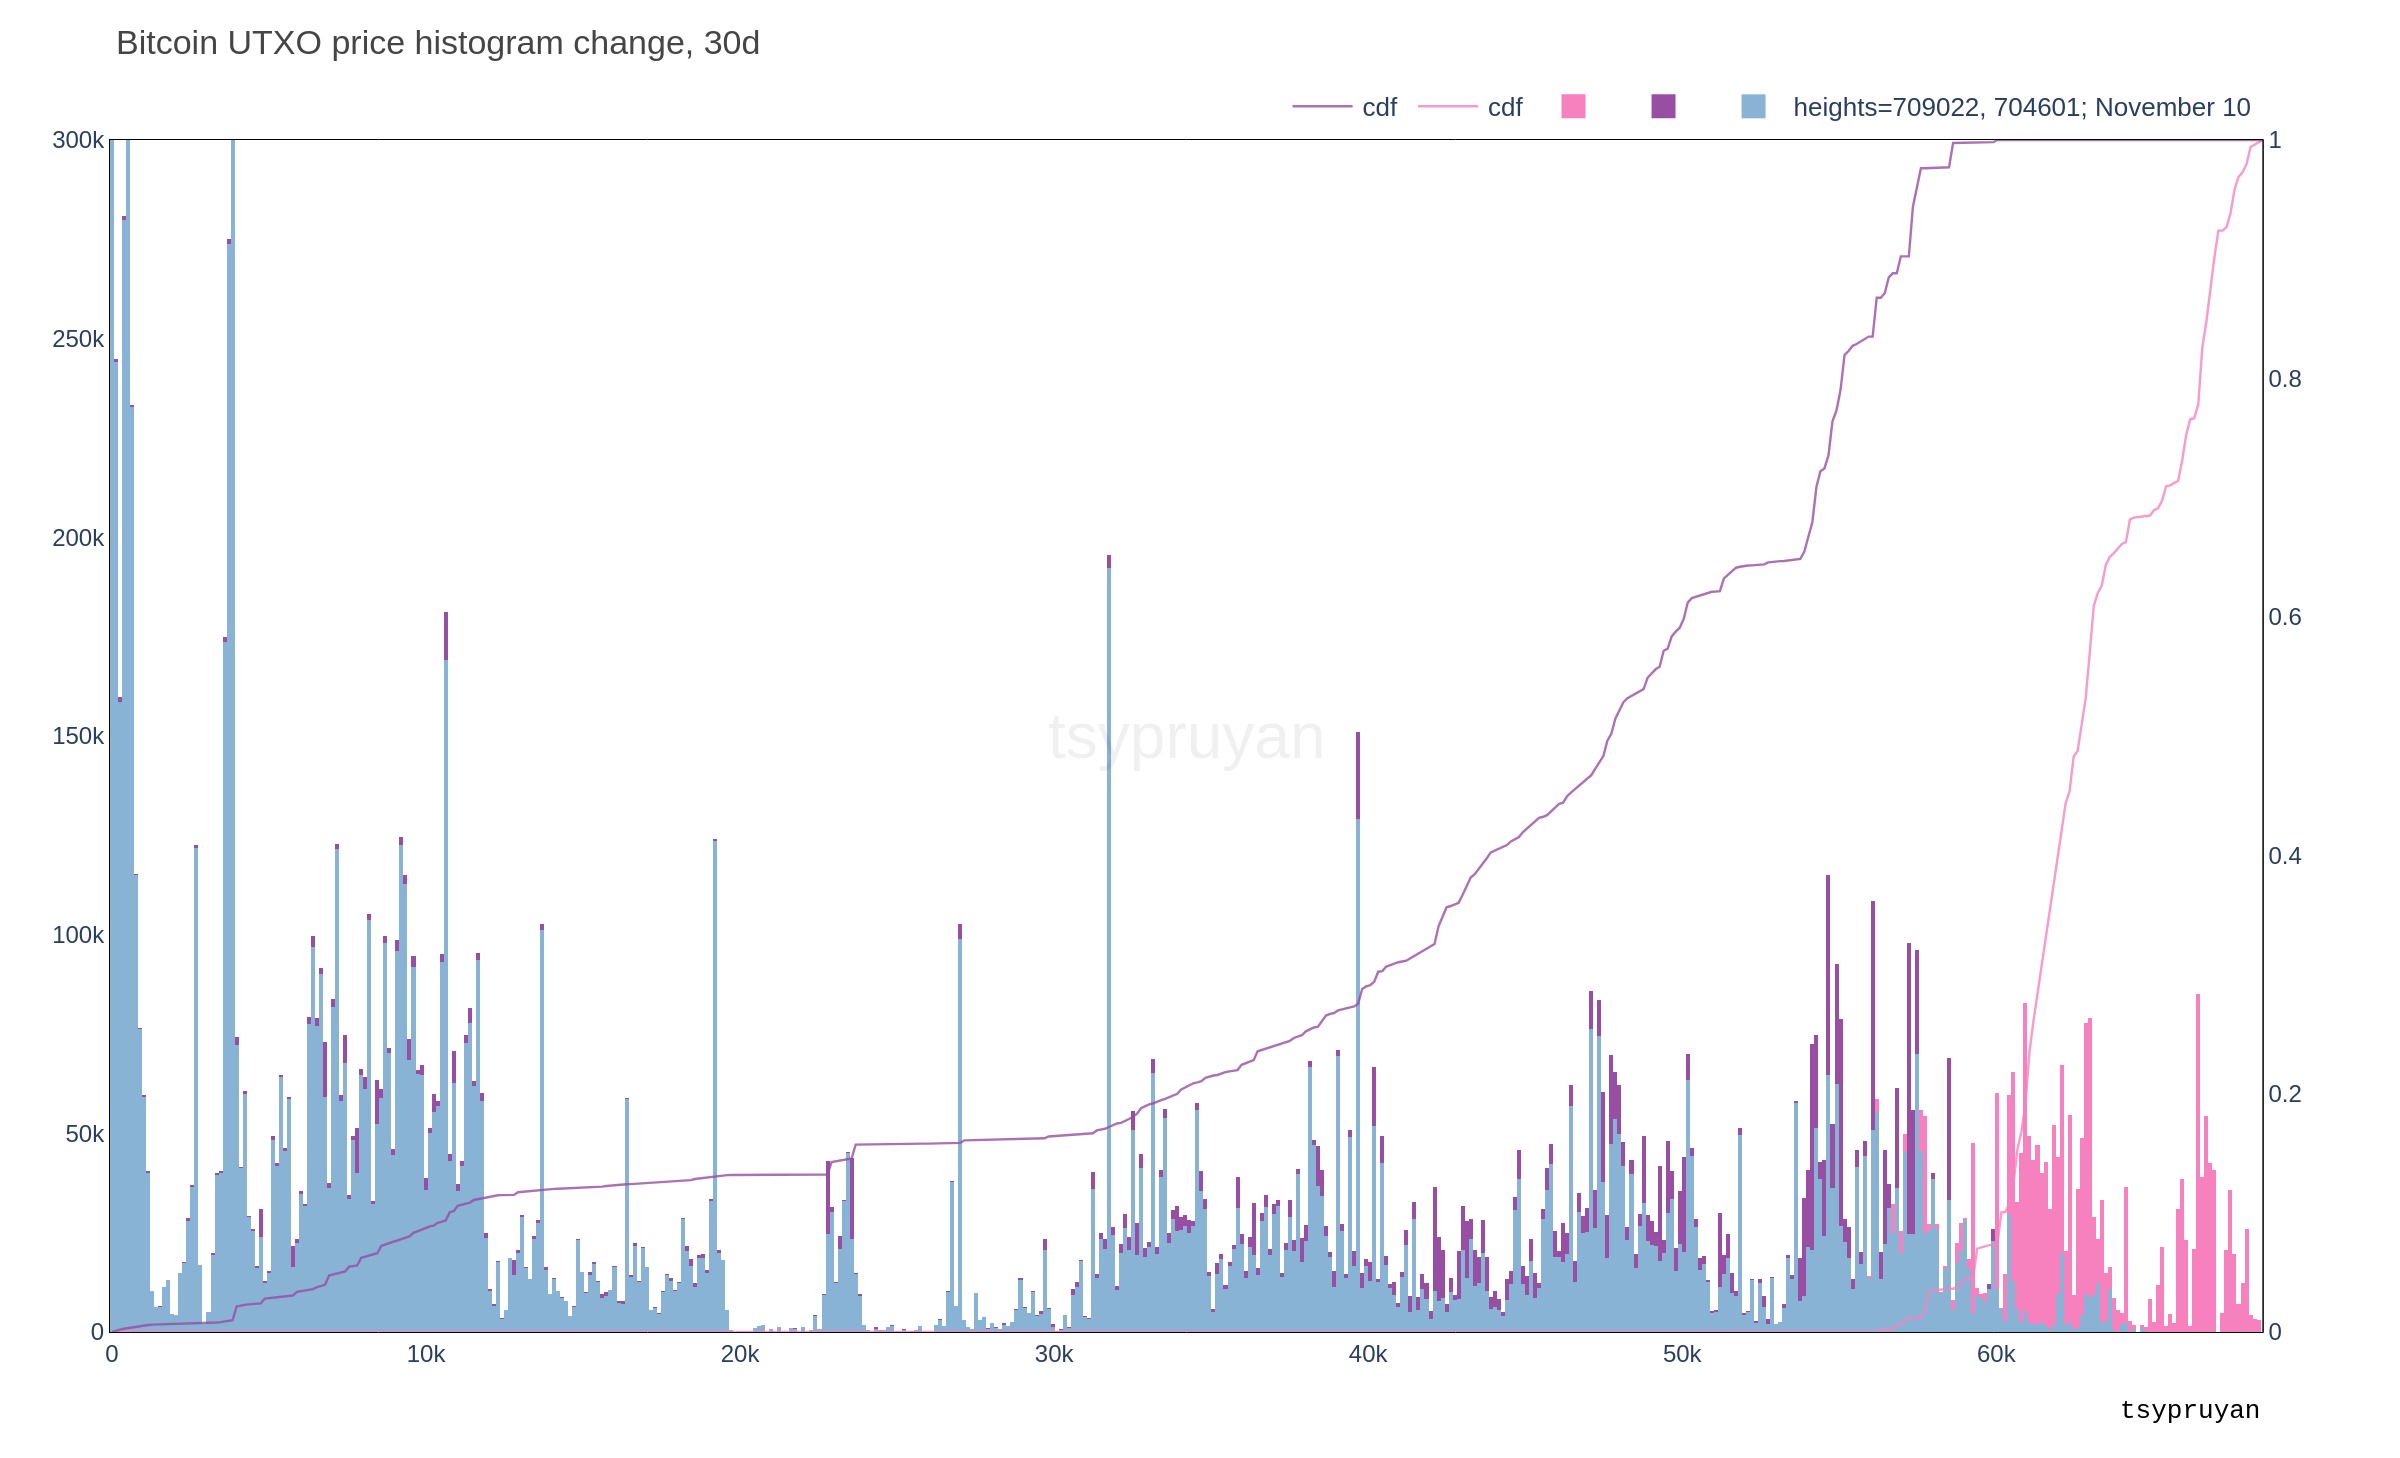 Bitcoin UTXO price histogram change, 30d
cdf cdf heights=709022, 704601; November 10
300k
250k
200k
150k
100k
50k
0
1
0.8
0.6
0.4
0.2
0
tsypruyan
0 10k 20k 30k 40k 50k 60k
tsypruyan